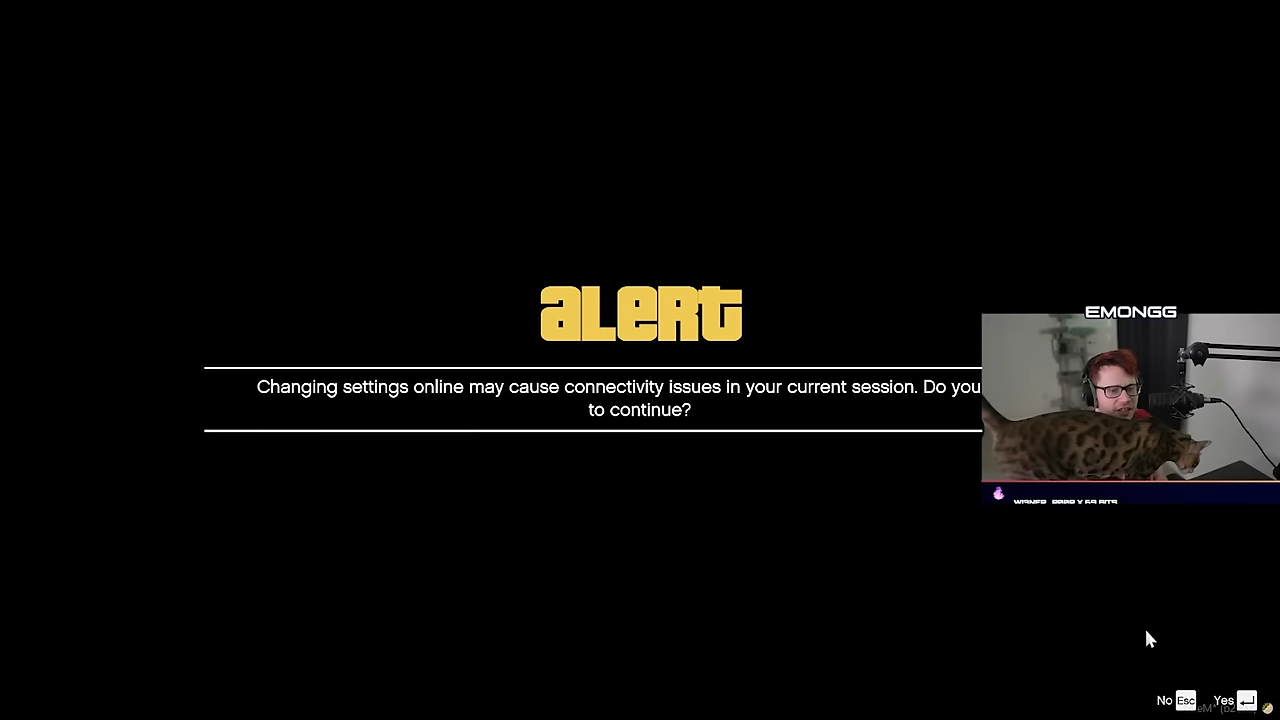 aLeRt
Changing settings online may cause connectivity issues in your current session. Do you
to continue?
EMONGG
No Esc Yes